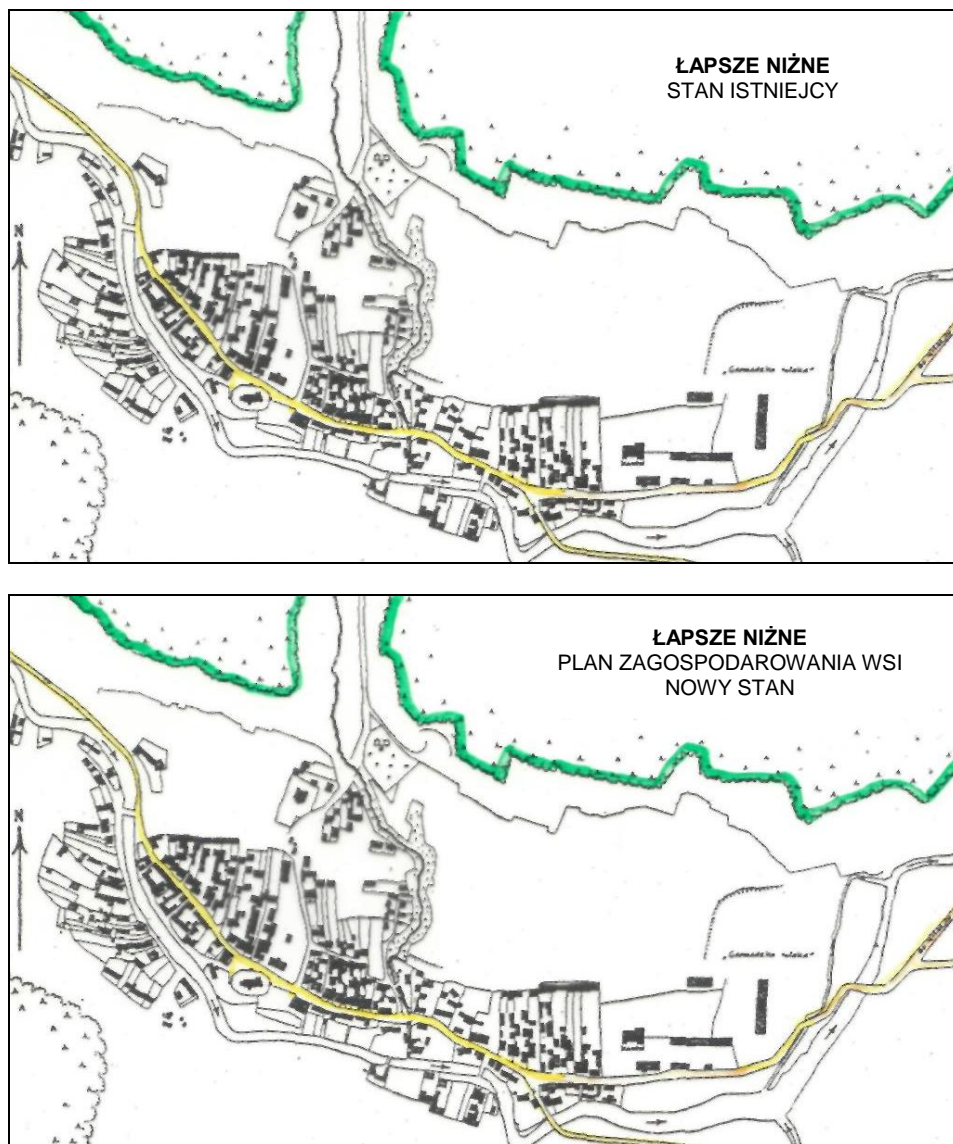 ŁAPSZE NIŻNE
STAN ISTNIEJCY
N
ŁAPSZE NIŻNE
PLAN ZAGOSPODAROWANIA WSI
NOWY STAN
N